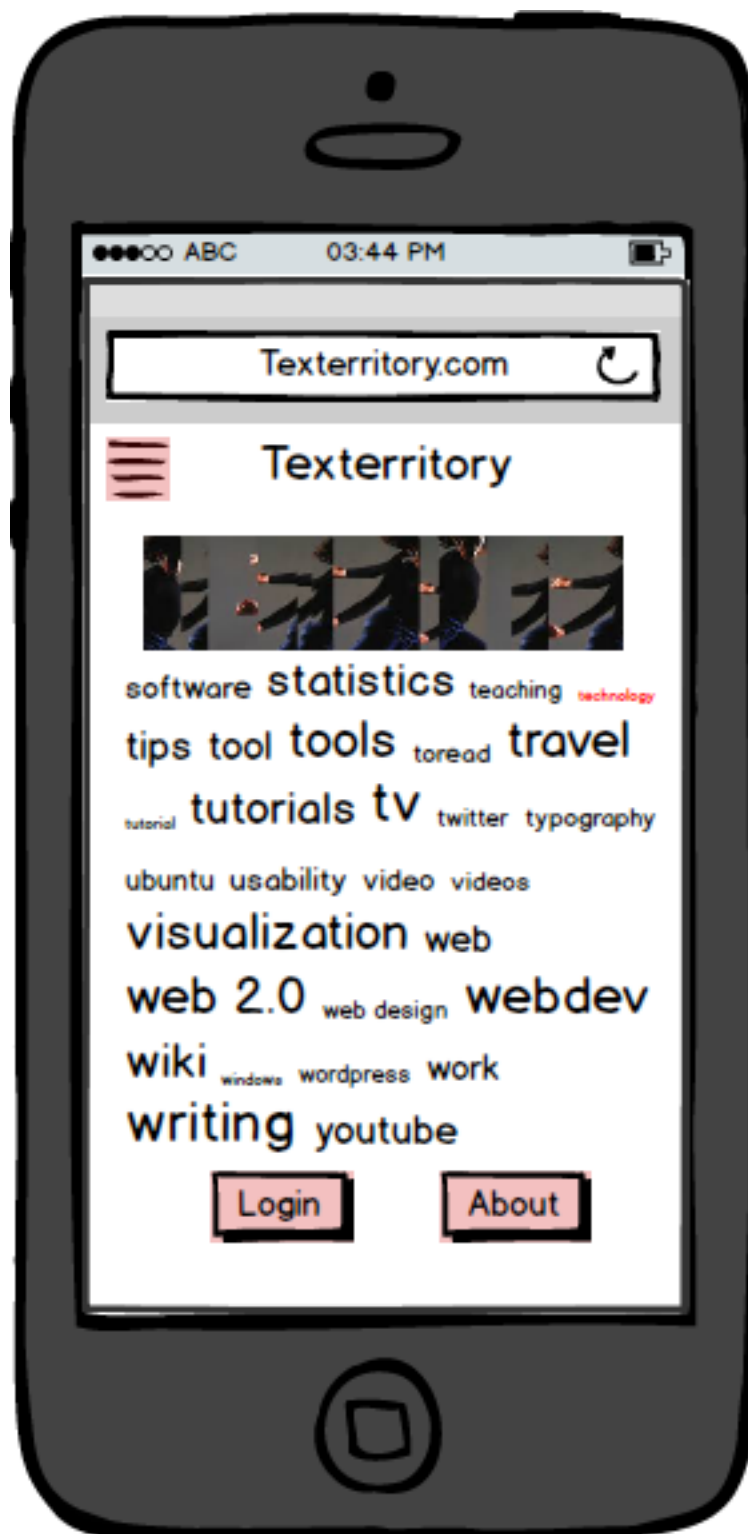 ABC 03:44 PM
Texterritory.com
Texterritory
software statistics teaching technology
tips tool tools toread travel
tutorial tutorials tv twitter typography
ubuntu usability video videos
visualization web
web 2.0 web design webdev
wiki windows wordpress work
writing youtube
Login About